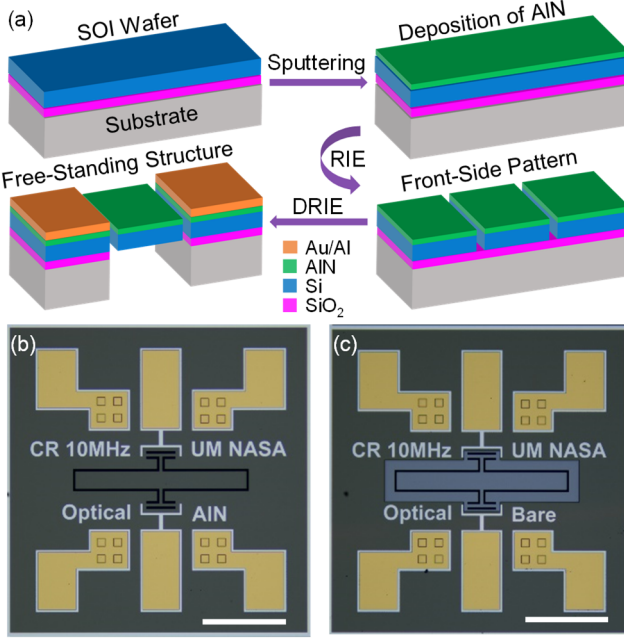 (a)
SOI Wafer
Deposition of AlN
Sputtering
Substrate
RIE
Free-Standing Structure
Front-Side Pattern
DRIE
Au/Al
AlN
Si
SiO₂
(b)
CR 10MHz UM NASA
Optical AlN
(c)
CR 10MHz UM NASA
Optical Bare